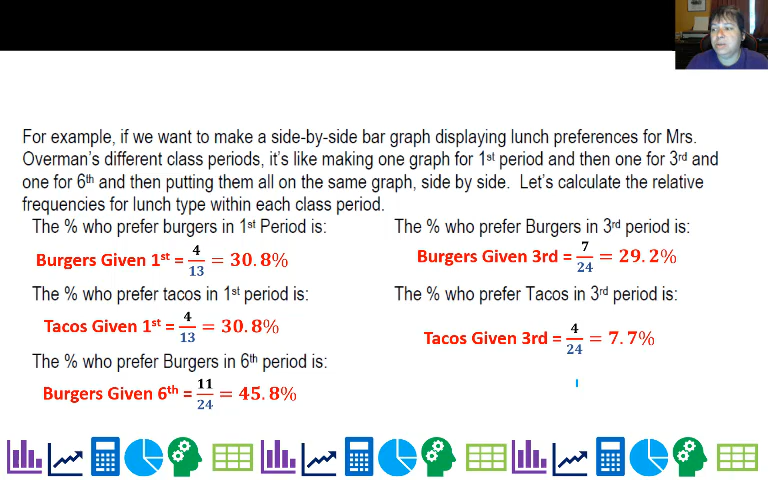 For example, if we want to make a side-by-side bar graph displaying lunch preferences for Mrs.
Overman's different class periods, it's like making one graph for 1st period and then one for 3rd and
one for 6th and then putting them all on the same graph, side by side. Let's calculate the relative
frequencies for lunch type within each class period.
The % who prefer burgers in 1st Period is:
Burgers Given 1st = 4/13 = 30.8%
The % who prefer tacos in 1st period is:
Tacos Given 1st = 4/13 = 30.8%
The % who prefer Burgers in 6th period is:
Burgers Given 6th = 11/24 = 45.8%
The % who prefer Burgers in 3rd period is:
Burgers Given 3rd = 7/24 = 29.2%
The % who prefer Tacos in 3rd period is:
Tacos Given 3rd = 4/24 = 7.7%